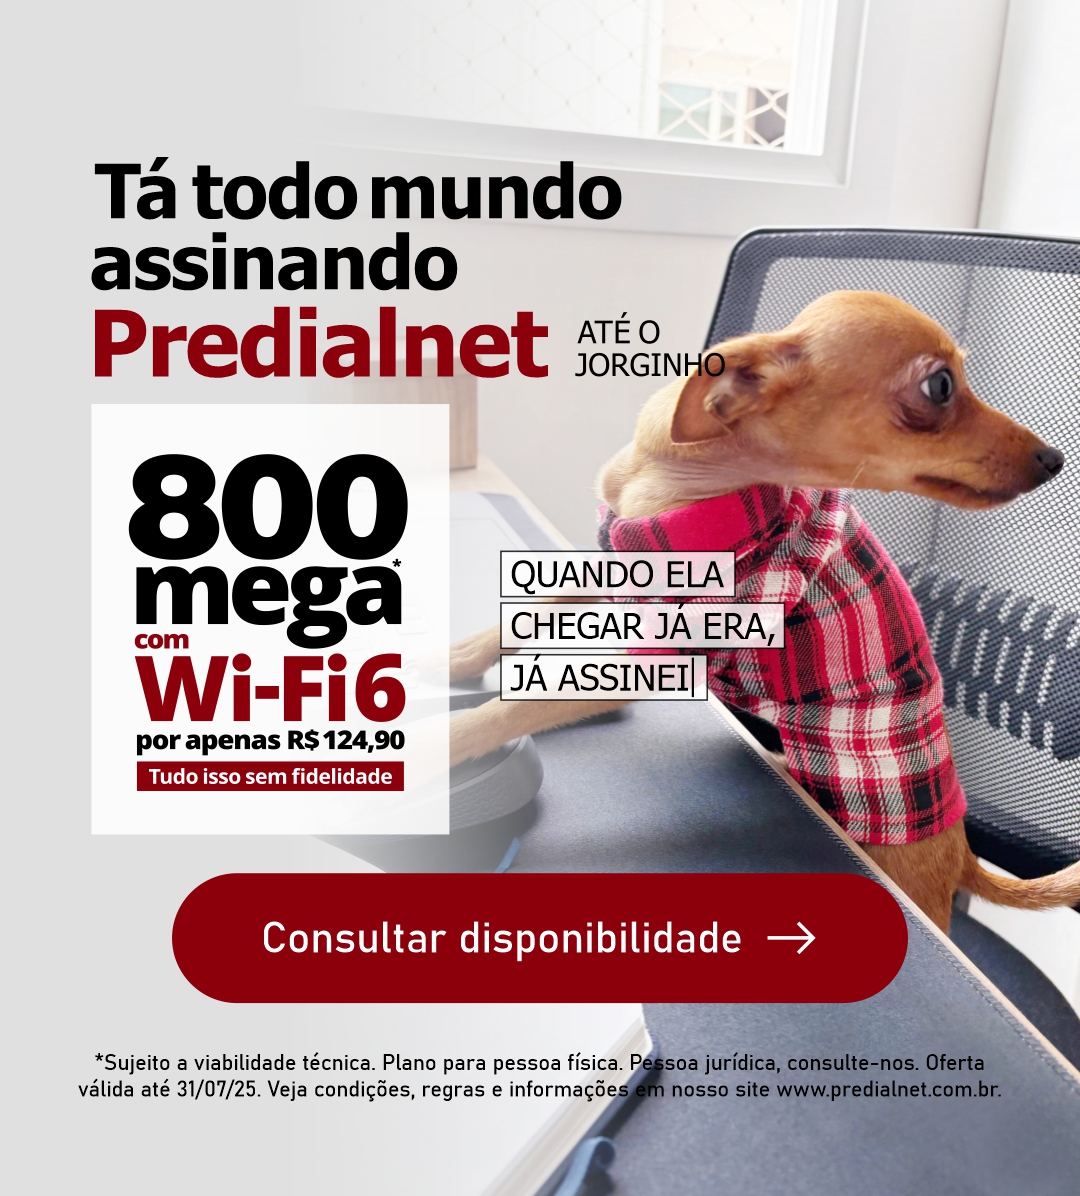 Tá todo mundo
assinando
Predialnet
ATÉ O
JORGINHO
800
mega*
com
Wi-Fi 6
por apenas R$ 124,90
Tudo isso sem fidelidade
QUANDO ELA
CHEGAR JÁ ERA,
JÁ ASSINEI|
Consultar disponibilidade →
*Sujeito a viabilidade técnica. Plano para pessoa física. Pessoa jurídica, consulte-nos. Oferta
válida até 31/07/25. Veja condições, regras e informações em nosso site www.predialnet.com.br.